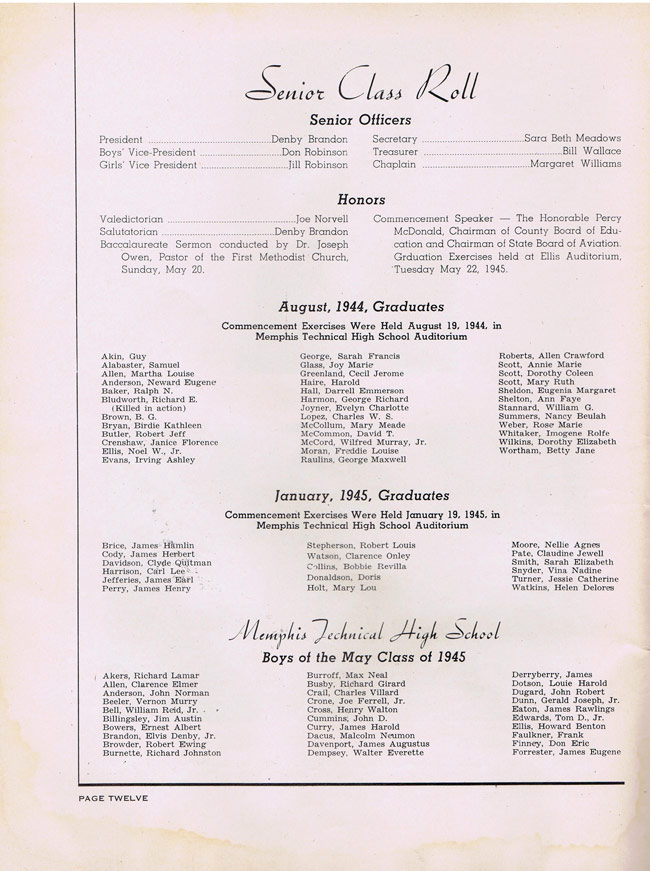 Senior Class Roll
Senior Officers
President ........ Denby Brandon
Boys' Vice-President ........ Don Robinson
Girls' Vice President ........ Jill Robinson
Secretary ........ Sara Beth Meadows
Treasurer ........ Bill Wallace
Chaplain ........ Margaret Williams
Honors
Valedictorian ........ Joe Norvell
Salutatorian ........ Denby Brandon
Baccalaureate Sermon conducted by Dr. Joseph
Owen, Pastor of the First Methodist Church,
Sunday, May 20.
Commencement Speaker — The Honorable Percy
McDonald, Chairman of County Board of Edu-
cation and Chairman of State Board of Aviation.
Grduation Exercises held at Ellis Auditorium,
Tuesday May 22, 1945.
August, 1944, Graduates
Commencement Exercises Were Held August 19, 1944, in
Memphis Technical High School Auditorium
Akin, Guy
Alabaster, Samuel
Allen, Martha Louise
Anderson, Neward Eugene
Baker, Ralph N.
Bludworth, Richard E.
(Killed in action)
Brown, B. G.
Bryan, Birdie Kathleen
Butler, Robert Jeff
Crenshaw, Janice Florence
Ellis, Noel W., Jr.
Evans, Irving Ashley
George, Sarah Francis
Glass, Joy Marie
Greenland, Cecil Jerome
Haire, Harold
Hall, Darrell Emmerson
Harmon, George Richard
Joyner, Evelyn Charlotte
Lopez, Charles W. S.
McCollum, Mary Meade
McCommon, David T.
McCord, Wilfred Murray, Jr.
Moran, Freddie Louise
Raulins, George Maxwell
Roberts, Allen Crawford
Scott, Annie Marie
Scott, Dorothy Coleen
Scott, Mary Ruth
Sheldon, Eugenia Margaret
Shelton, Ann Faye
Stannard, William G.
Summers, Nancy Beulah
Weber, Rose Marie
Whitaker, Imogene Rolfe
Wilkins, Dorothy Elizabeth
Wortham, Betty Jane
January, 1945, Graduates
Commencement Exercises Were Held January 19, 1945, in
Memphis Technical High School Auditorium
Brice, James Hamlin
Cody, James Herbert
Davidson, Clyde Quitman
Harrison, Carl Lee
Jefferies, James Earl
Perry, James Henry
Stepherson, Robert Louis
Watson, Clarence Onley
Collins, Bobbie Revilla
Donaldson, Doris
Holt, Mary Lou
Moore, Nellie Agnes
Pate, Claudine Jewell
Smith, Sarah Elizabeth
Snyder, Vina Nadine
Turner, Jessie Catherine
Watkins, Helen Delores
Memphis Technical High School
Boys of the May Class of 1945
Akers, Richard Lamar
Allen, Clarence Elmer
Anderson, John Norman
Beeler, Vernon Murry
Bell, William Reid, Jr.
Billingsley, Jim Austin
Bowers, Ernest Albert
Brandon, Elvis Denby, Jr.
Browder, Robert Ewing
Burnette, Richard Johnston
Burroff, Max Neal
Busby, Richard Girard
Crail, Charles Villard
Crone, Joe Ferrell, Jr.
Cross, Henry Walton
Cummins, John D.
Curry, James Harold
Dacus, Malcolm Neumon
Davenport, James Augustus
Dempsey, Walter Everette
Derryberry, James
Dotson, Louie Harold
Dugard, John Robert
Dunn, Gerald Joseph, Jr.
Eaton, James Rawlings
Edwards, Tom D., Jr.
Ellis, Howard Benton
Faulkner, Frank
Finney, Don Eric
Forrester, James Eugene
PAGE TWELVE